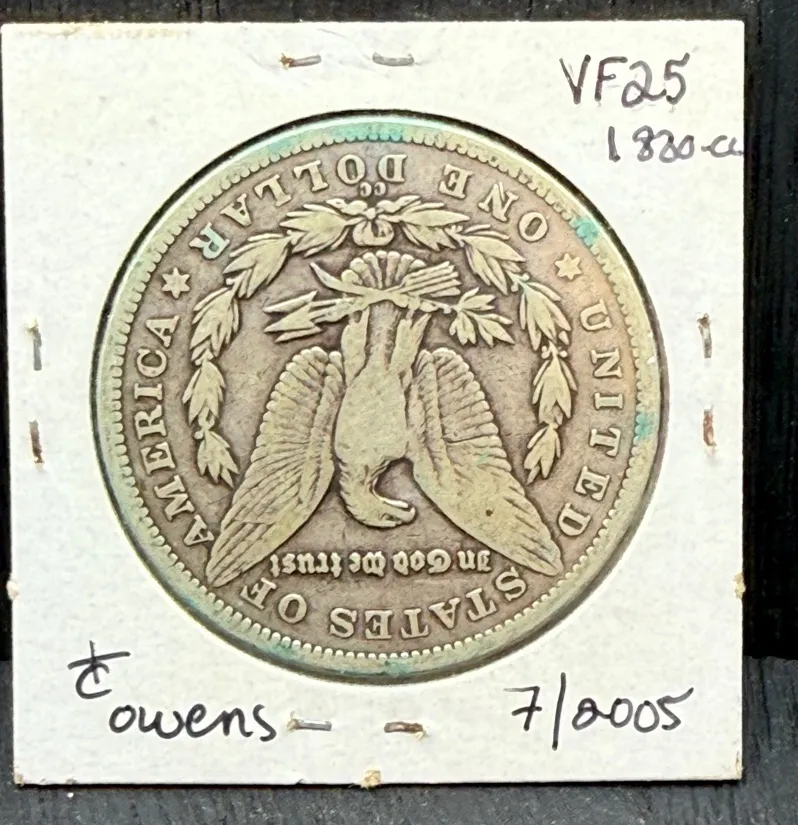 VF25
1880-cc
ONE DOLLAR
CC
UNITED STATES OF AMERICA
In God we trust
owens
7/2005